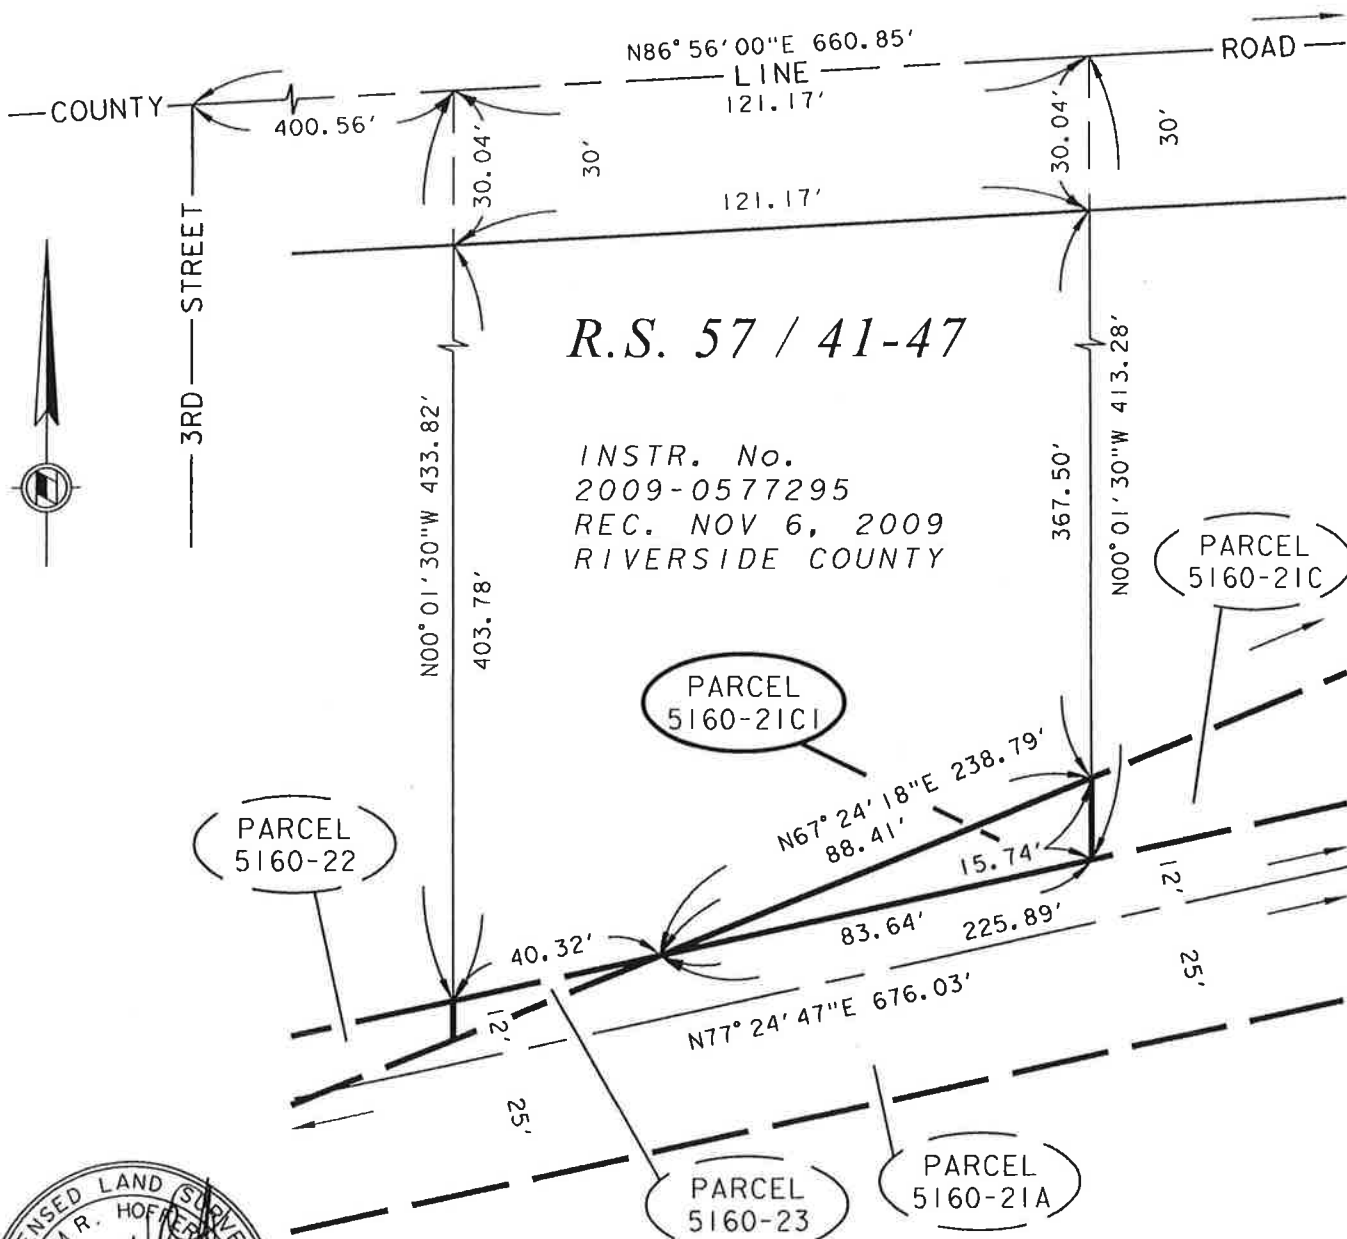 N86°56'00"E 660.85'
COUNTY LINE ROAD
400.56'
121.17'
30.04'
30'
30.04'
30'
121.17'
3RD STREET
R.S. 57 / 41-47
INSTR. No.
2009-0577295
REC. NOV 6, 2009
RIVERSIDE COUNTY
N00°01'30"W 433.82'
403.78'
367.50'
N00°01'30"W 413.28'
PARCEL
5160-21C
PARCEL
5160-21C1
N67°24'18"E 238.79'
88.41'
15.74'
PARCEL
5160-22
40.32'
83.64'
225.89'
12'
12'
N77°24'47"E 676.03'
25'
25'
PARCEL
5160-23
PARCEL
5160-21A
LAND
R.